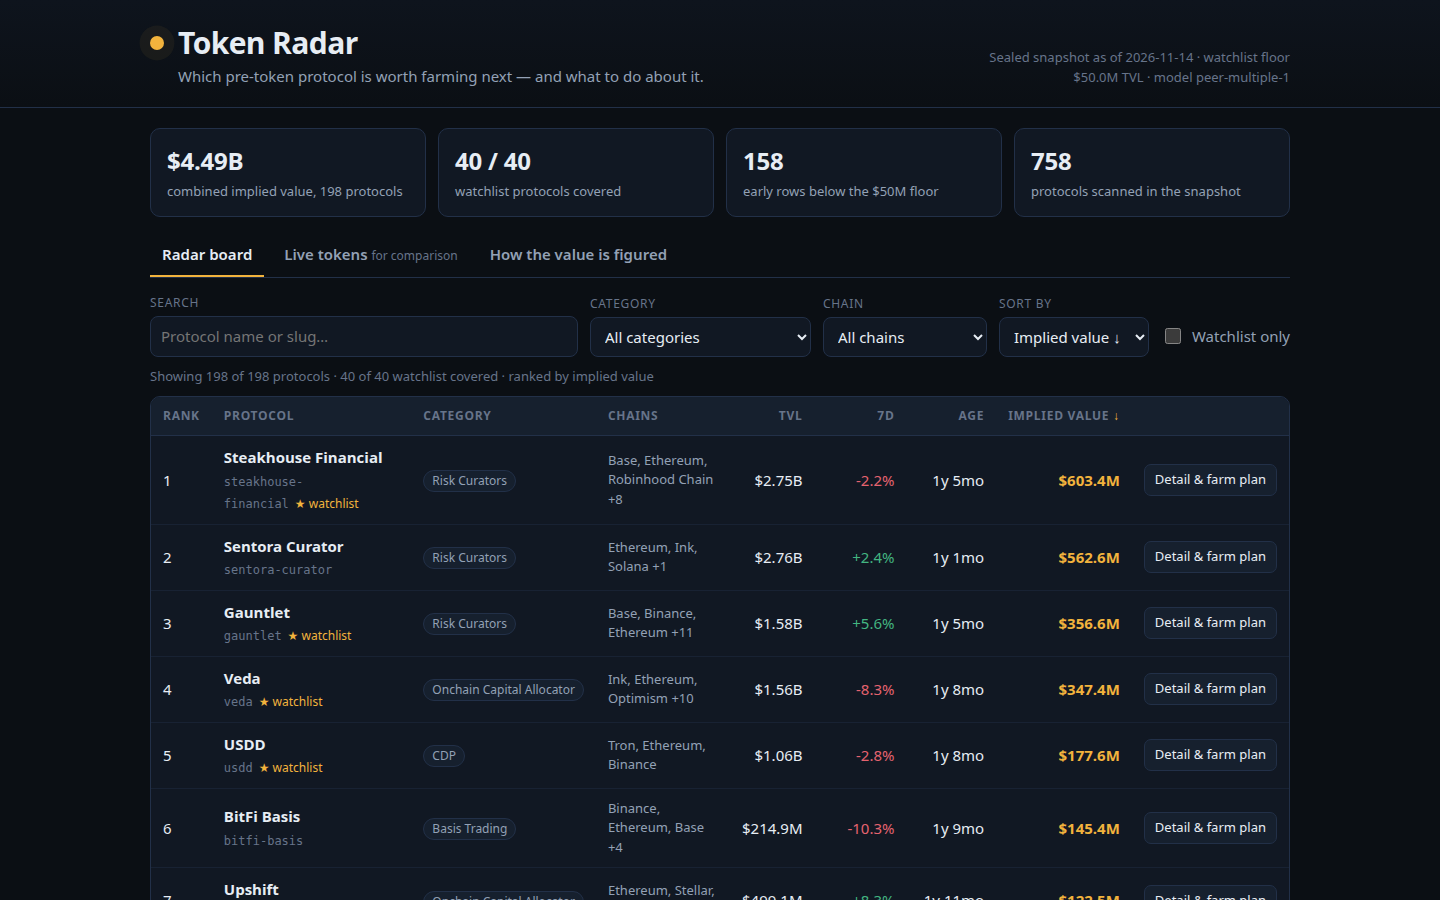 Token Radar
Which pre-token protocol is worth farming next — and what to do about it.
Sealed snapshot as of 2026-11-14 · watchlist floor
$50.0M TVL · model peer-multiple-1
$4.49B
combined implied value, 198 protocols
40 / 40
watchlist protocols covered
158
early rows below the $50M floor
758
protocols scanned in the snapshot
Radar board
Live tokens for comparison
How the value is figured
SEARCH
Protocol name or slug…
CATEGORY
All categories
CHAIN
All chains
SORT BY
Implied value ↓
Watchlist only
Showing 198 of 198 protocols · 40 of 40 watchlist covered · ranked by implied value
RANK PROTOCOL CATEGORY CHAINS TVL 7D AGE IMPLIED VALUE ↓
1
Steakhouse Financial
steakhouse-
financial ★ watchlist
Risk Curators
Base, Ethereum,
Robinhood Chain
+8
$2.75B
-2.2%
1y 5mo
$603.4M
Detail & farm plan
2
Sentora Curator
sentora-curator
Risk Curators
Ethereum, Ink,
Solana +1
$2.76B
+2.4%
1y 1mo
$562.6M
Detail & farm plan
3
Gauntlet
gauntlet ★ watchlist
Risk Curators
Base, Binance,
Ethereum +11
$1.58B
+5.6%
1y 5mo
$356.6M
Detail & farm plan
4
Veda
veda ★ watchlist
Onchain Capital Allocator
Ink, Ethereum,
Optimism +10
$1.56B
-8.3%
1y 8mo
$347.4M
Detail & farm plan
5
USDD
usdd ★ watchlist
CDP
Tron, Ethereum,
Binance
$1.06B
-2.8%
1y 8mo
$177.6M
Detail & farm plan
6
BitFi Basis
bitfi-basis
Basis Trading
Binance,
Ethereum, Base
+4
$214.9M
-10.3%
1y 9mo
$145.4M
Detail & farm plan
Upshift
Ethereum, Stellar,